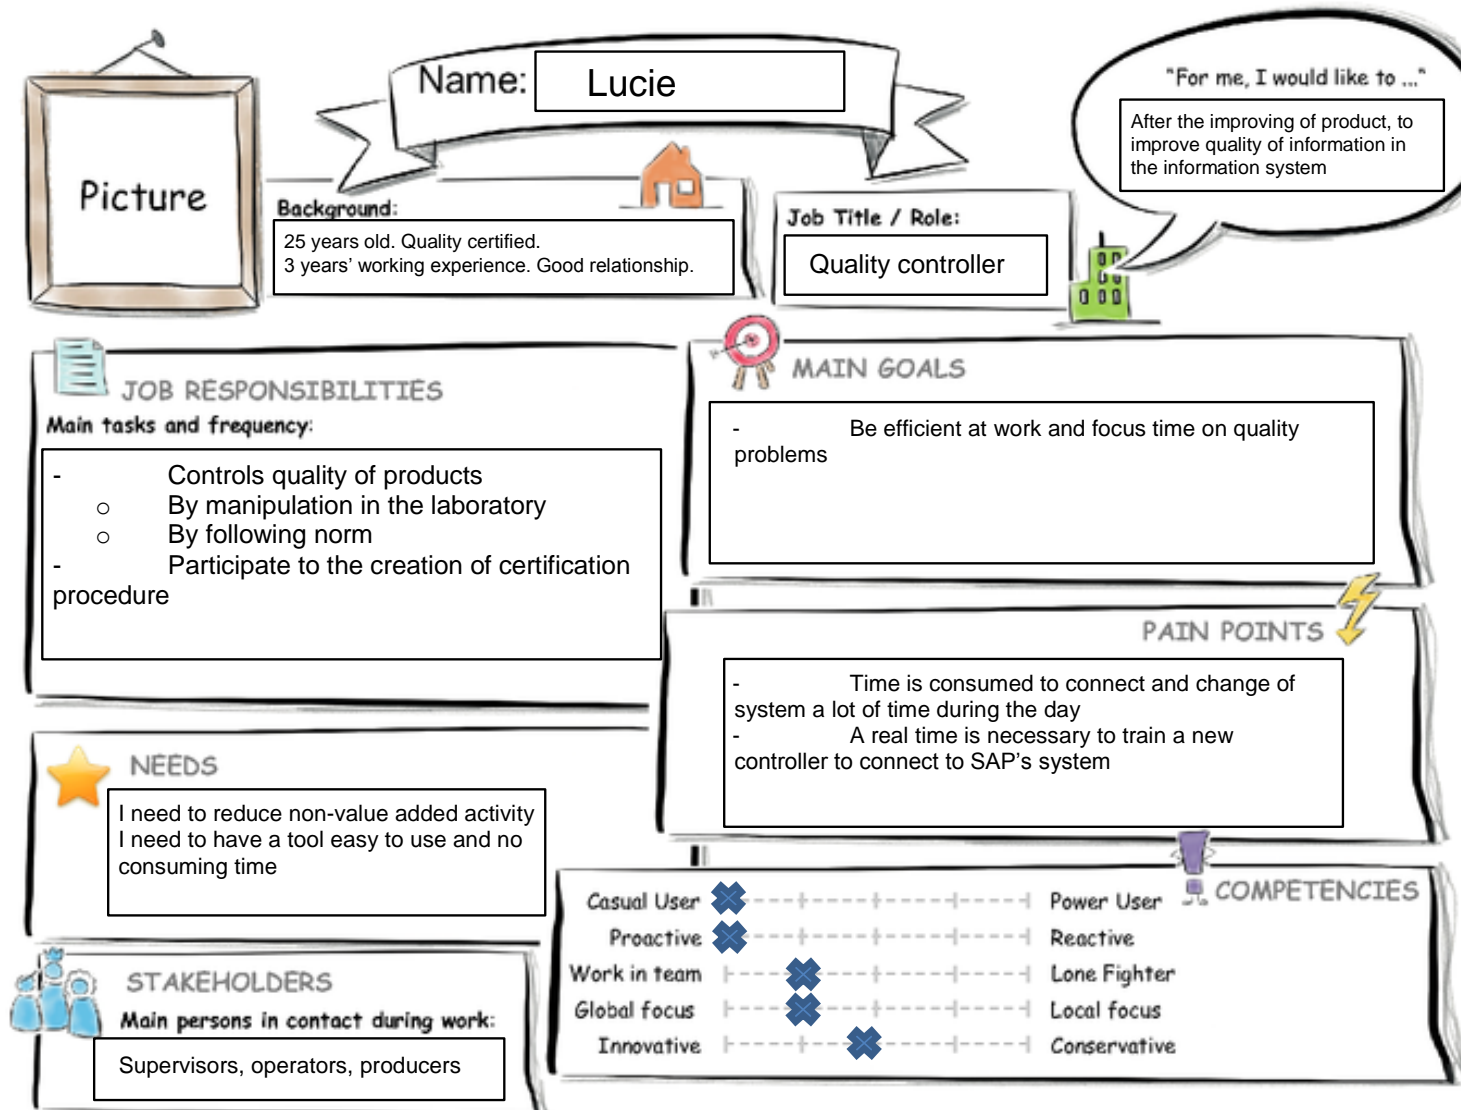 Name: Lucie
"For me, I would like to ..."
After the improving of product, to
improve quality of information in
the information system
Picture
Background:
25 years old. Quality certified.
3 years’ working experience. Good relationship.
Job Title / Role:
Quality controller
JOB RESPONSIBILITIES
Main tasks and frequency:
- Controls quality of products
o By manipulation in the laboratory
o By following norm
- Participate to the creation of certification
procedure
MAIN GOALS
- Be efficient at work and focus time on quality
problems
PAIN POINTS
- Time is consumed to connect and change of
system a lot of time during the day
- A real time is necessary to train a new
controller to connect to SAP’s system
NEEDS
I need to reduce non-value added activity
I need to have a tool easy to use and no
consuming time
COMPETENCIES
Casual User Power User
Proactive Reactive
Work in team Lone Fighter
Global focus Local focus
Innovative Conservative
STAKEHOLDERS
Main persons in contact during work:
Supervisors, operators, producers